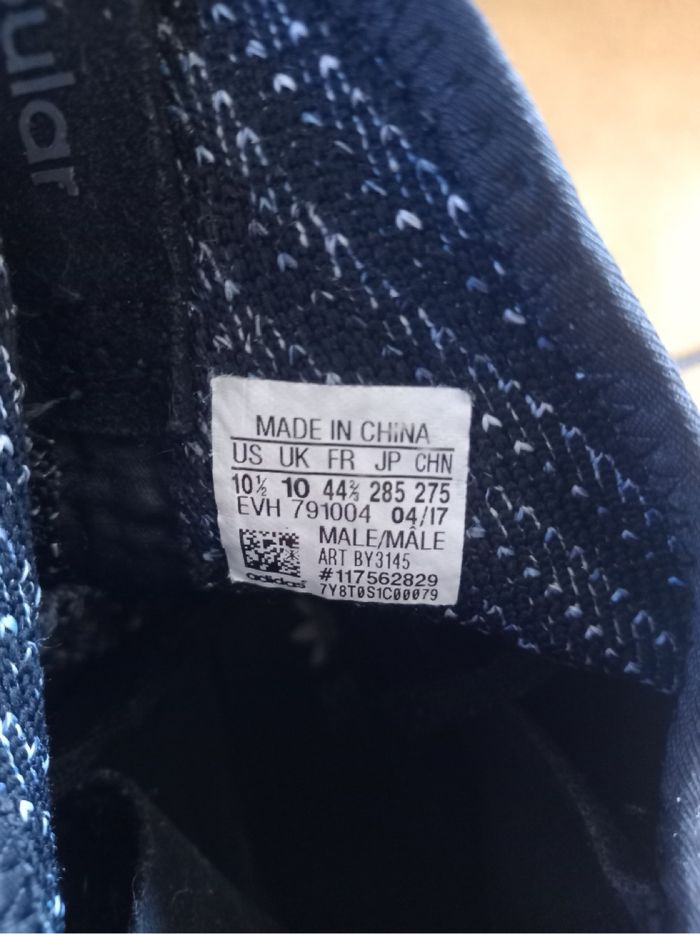 bular
MADE IN CHINA
US UK FR JP CHN
10½ 10 44⅔ 285 275
EVH 791004 04/17
MALE/MÂLE
ART BY3145
adidas #117562829
7Y8T0S1C00079